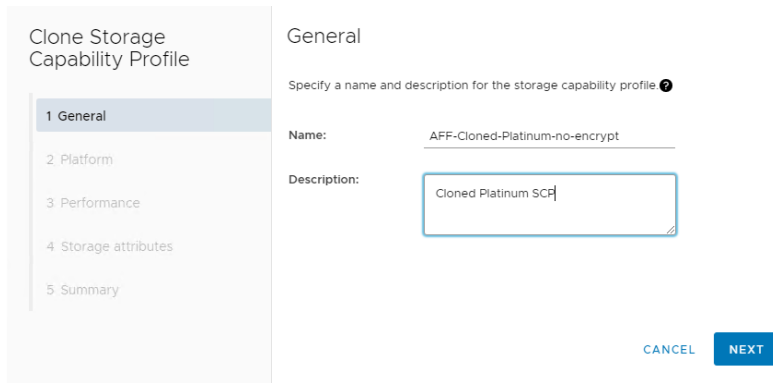 Clone Storage
Capability Profile
1 General
2 Platform
3 Performance
4 Storage attributes
5 Summary
General
Specify a name and description for the storage capability profile.?
Name:
AFF-Cloned-Platinum-no-encrypt
Description:
Cloned Platinum SCP
CANCEL
NEXT